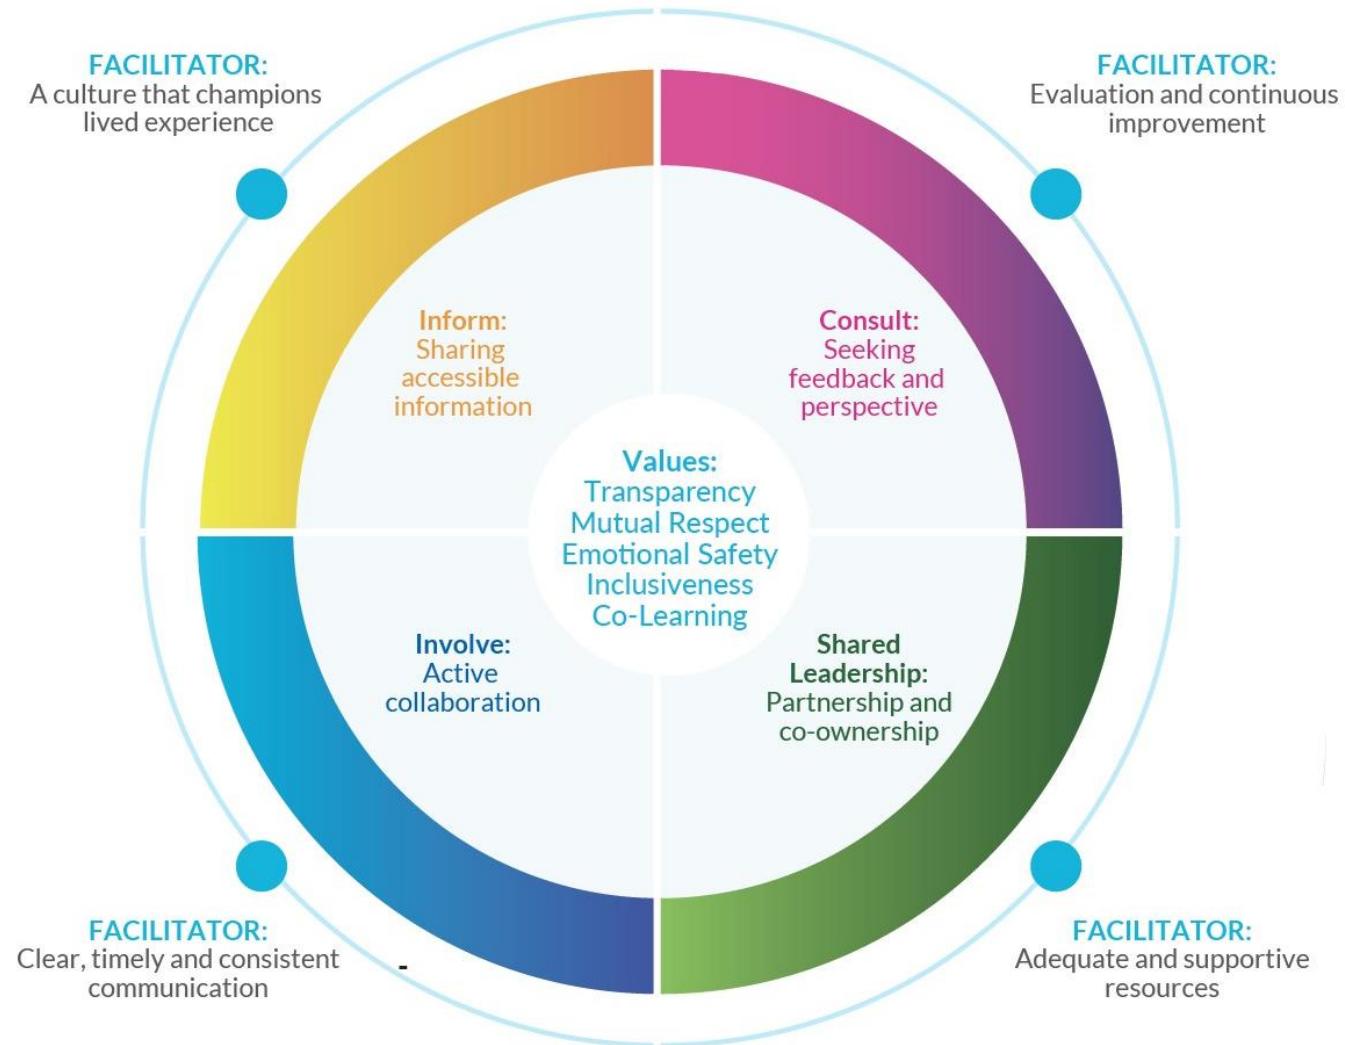 FACILITATOR:
A culture that champions
lived experience
FACILITATOR:
Evaluation and continuous
improvement
Inform:
Sharing
accessible
information
Consult:
Seeking
feedback and
perspective
Values:
Transparency
Mutual Respect
Emotional Safety
Inclusiveness
Co-Learning
Involve:
Active
collaboration
Shared
Leadership:
Partnership and
co-ownership
FACILITATOR:
Clear, timely and consistent
communication
-
FACILITATOR:
Adequate and supportive
resources